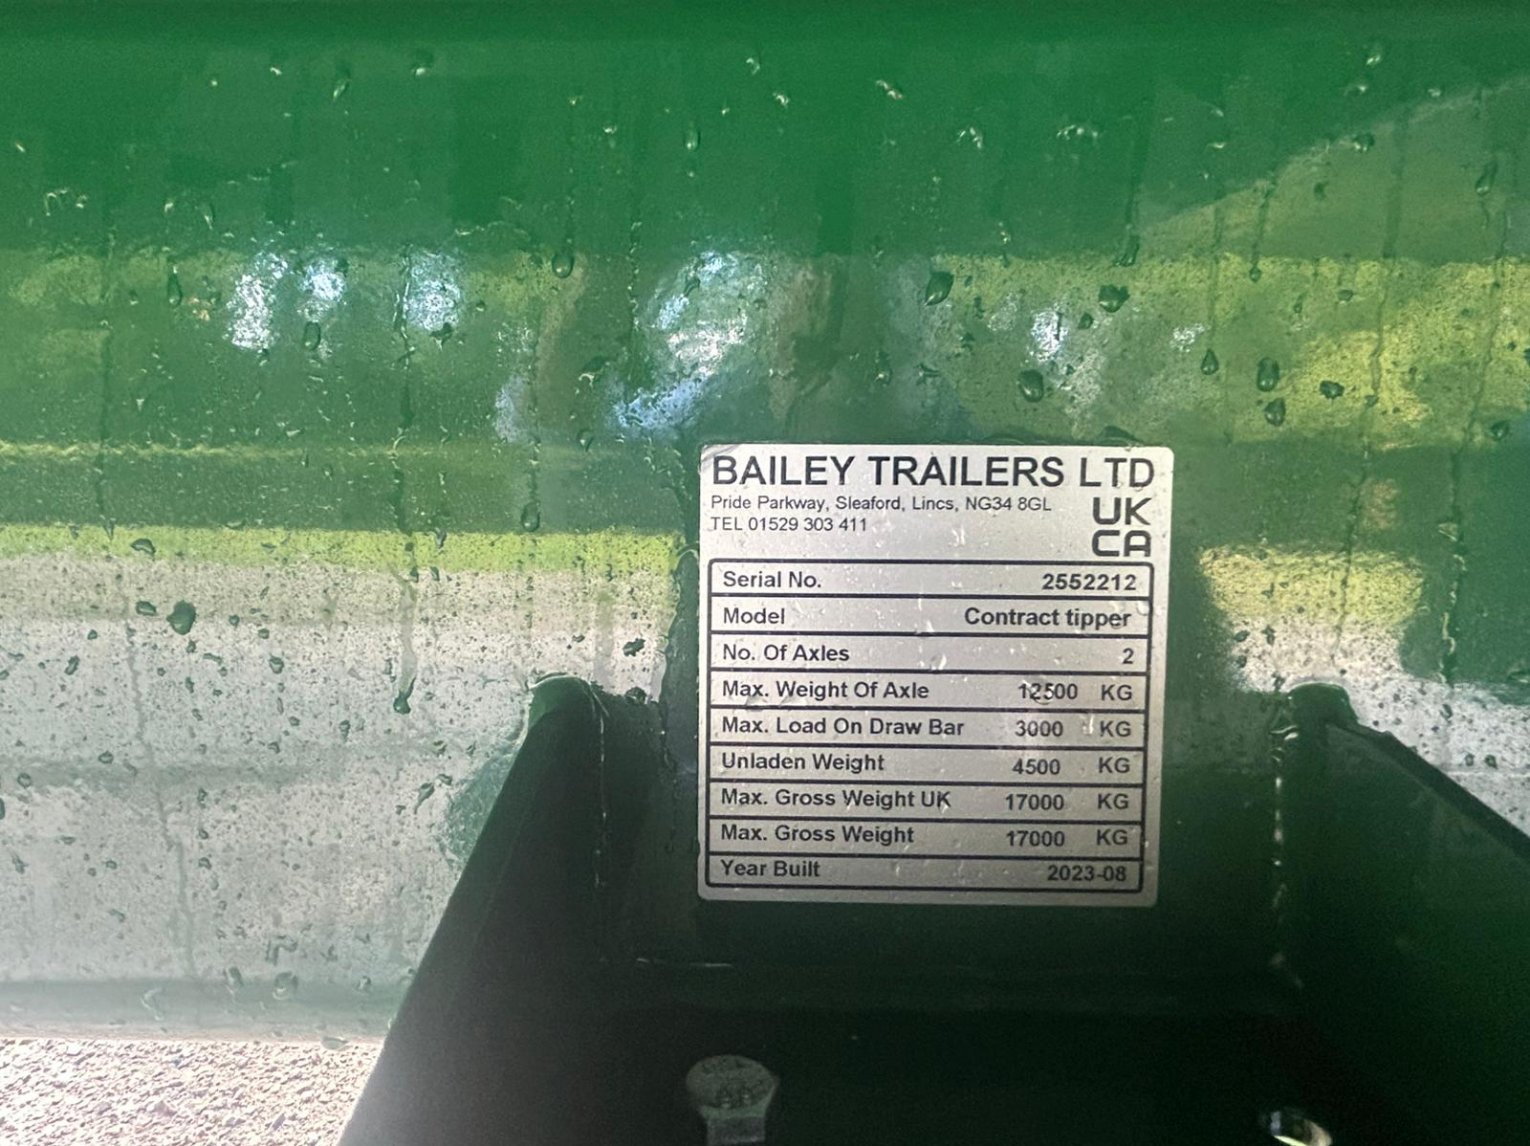 BAILEY TRAILERS LTD
Pride Parkway, Sleaford, Lincs, NG34 8GL
TEL 01529 303 411
UK
CA
Serial No. 2552212
Model Contract tipper
No. Of Axles 2
Max. Weight Of Axle 12500 KG
Max. Load On Draw Bar 3000 KG
Unladen Weight 4500 KG
Max. Gross Weight UK 17000 KG
Max. Gross Weight 17000 KG
Year Built 2023-08